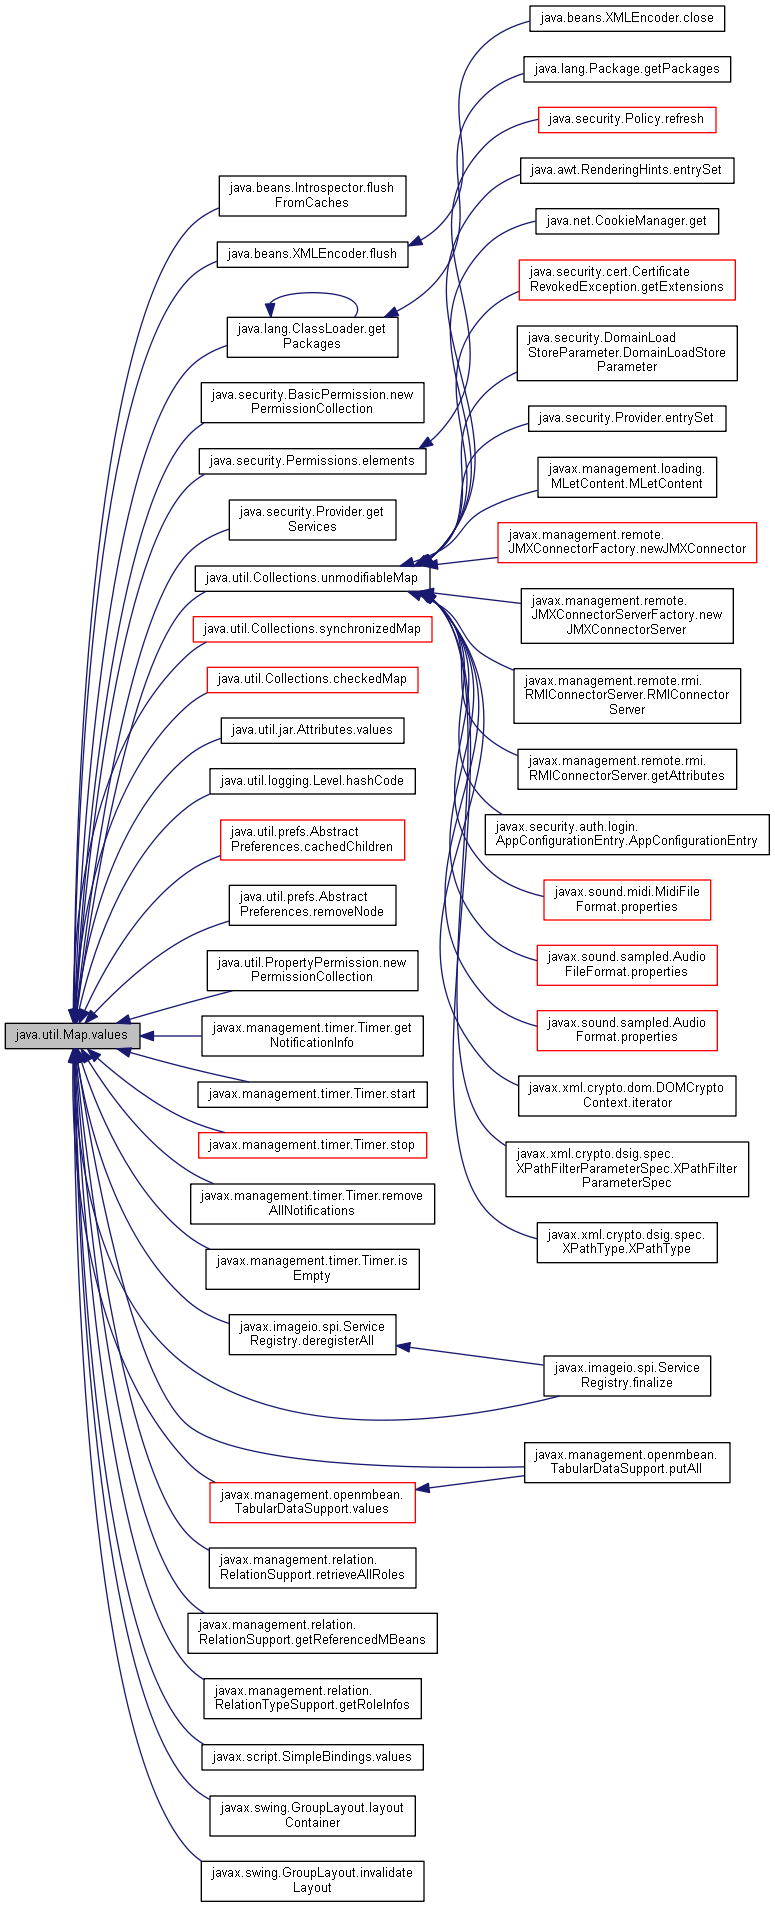 java.util.Map.values
java.beans.Introspector.flush
FromCaches
java.beans.XMLEncoder.flush
java.lang.ClassLoader.get
Packages
java.security.BasicPermission.new
PermissionCollection
java.security.Permissions.elements
java.security.Provider.get
Services
java.util.Collections.unmodifiableMap
java.util.Collections.synchronizedMap
java.util.Collections.checkedMap
java.util.jar.Attributes.values
java.util.logging.Level.hashCode
java.util.prefs.Abstract
Preferences.cachedChildren
java.util.prefs.Abstract
Preferences.removeNode
java.util.PropertyPermission.new
PermissionCollection
javax.management.timer.Timer.get
NotificationInfo
javax.management.timer.Timer.start
javax.management.timer.Timer.stop
javax.management.timer.Timer.remove
AllNotifications
javax.management.timer.Timer.is
Empty
javax.imageio.spi.Service
Registry.deregisterAll
javax.management.openmbean.
TabularDataSupport.values
javax.management.relation.
RelationSupport.retrieveAllRoles
javax.management.relation.
RelationSupport.getReferencedMBeans
javax.management.relation.
RelationTypeSupport.getRoleInfos
javax.script.SimpleBindings.values
javax.swing.GroupLayout.layout
Container
javax.swing.GroupLayout.invalidate
Layout
java.beans.XMLEncoder.close
java.lang.Package.getPackages
java.security.Policy.refresh
java.awt.RenderingHints.entrySet
java.net.CookieManager.get
java.security.cert.Certificate
RevokedException.getExtensions
java.security.DomainLoad
StoreParameter.DomainLoadStore
Parameter
java.security.Provider.entrySet
javax.management.loading.
MLetContent.MLetContent
javax.management.remote.
JMXConnectorFactory.newJMXConnector
javax.management.remote.
JMXConnectorServerFactory.new
JMXConnectorServer
javax.management.remote.rmi.
RMIConnectorServer.RMIConnector
Server
javax.management.remote.rmi.
RMIConnectorServer.getAttributes
javax.security.auth.login.
AppConfigurationEntry.AppConfigurationEntry
javax.sound.midi.MidiFile
Format.properties
javax.sound.sampled.Audio
FileFormat.properties
javax.sound.sampled.Audio
Format.properties
javax.xml.crypto.dom.DOMCrypto
Context.iterator
javax.xml.crypto.dsig.spec.
XPathFilterParameterSpec.XPathFilter
ParameterSpec
javax.xml.crypto.dsig.spec.
XPathType.XPathType
javax.imageio.spi.Service
Registry.finalize
javax.management.openmbean.
TabularDataSupport.putAll